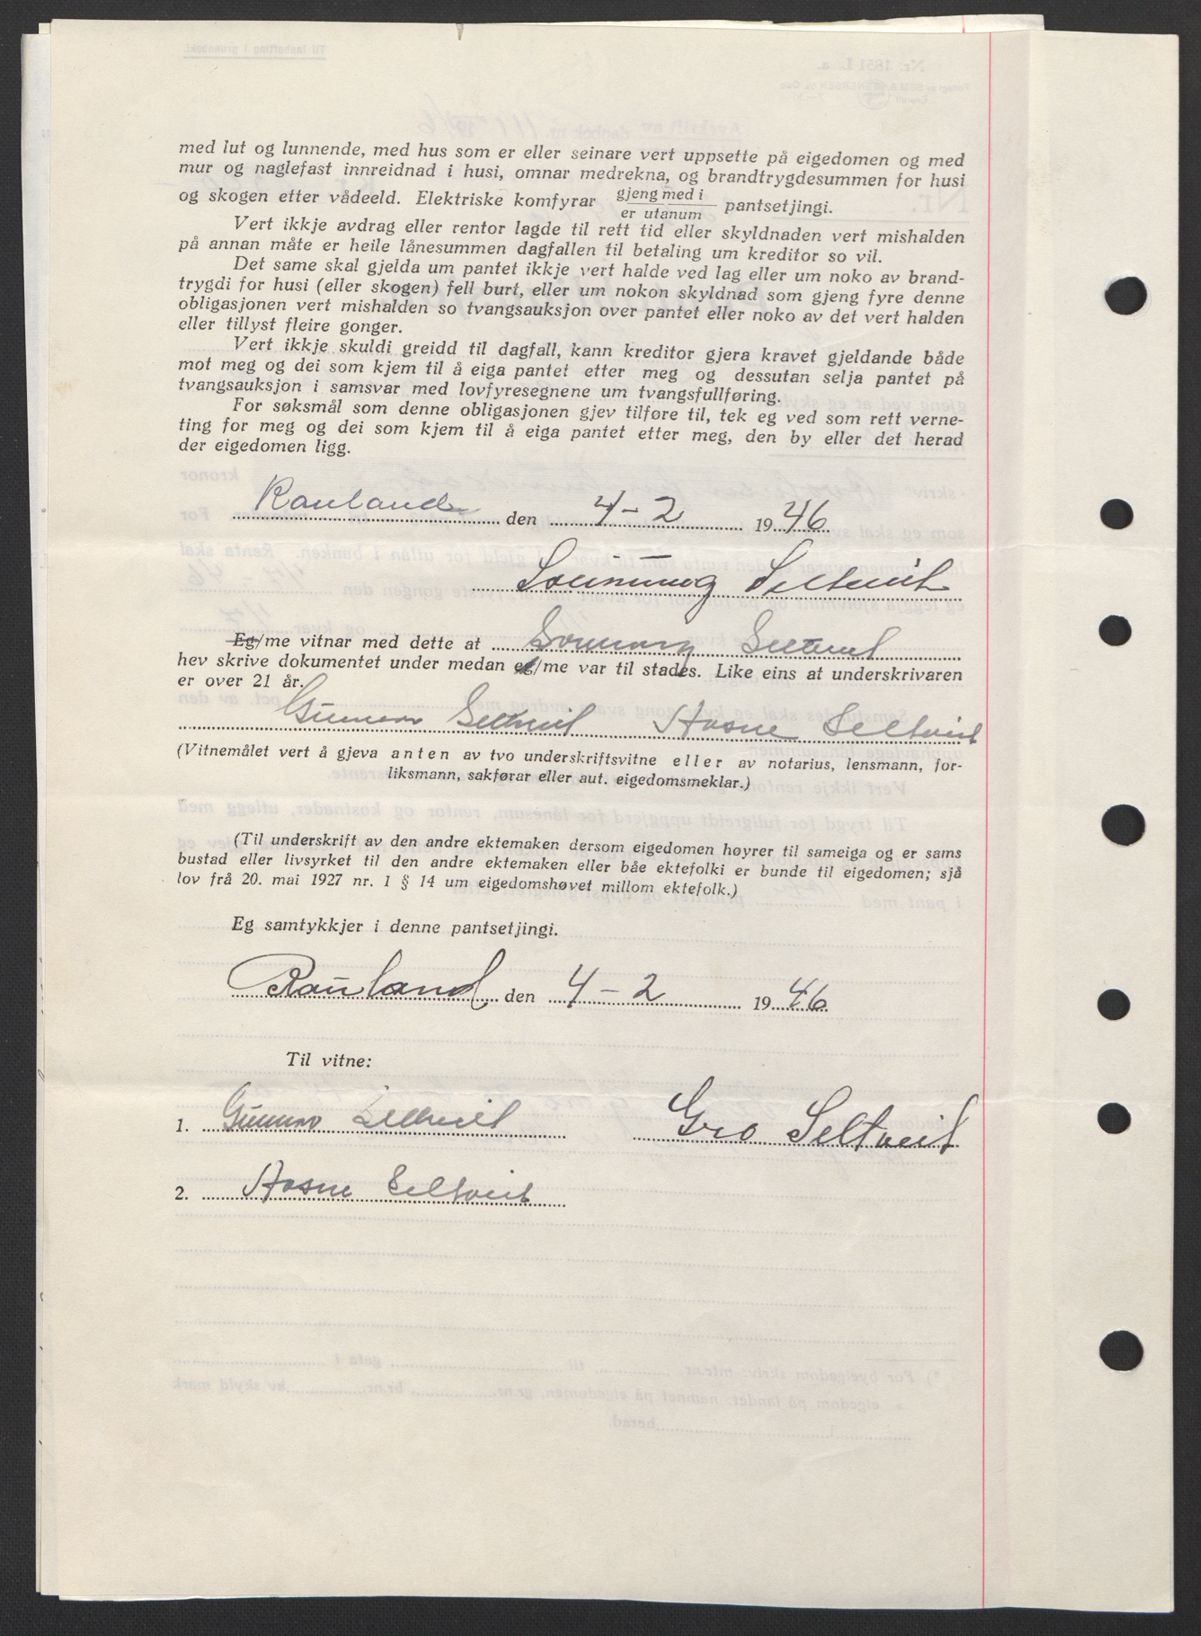 med lut og lunnende, med hus som er eller seinare vert uppsette på eigedomen og med
mur og naglefast innreidnad i husi, omnar medrekna, og brandtrygdesummen for husi
og skogen etter vådeeld. Elektriske komfyrar gjeng med i / er utanum pantsetjingi.
Vert ikkje avdrag eller rentor lagde til rett tid eller skyldnaden vert mishalden
på annan måte er heile lånesummen dagfallen til betaling um kreditor so vil.
Det same skal gjelda um pantet ikkje vert halde ved lag eller um noko av brand-
trygdi for husi (eller skogen) fell burt, eller um nokon skyldnad som gjeng fyre denne
obligasjonen vert mishalden so tvangsauksjon over pantet eller noko av det vert halden
eller tillyst fleire gonger.
Vert ikkje skuldi greidd til dagfall, kann kreditor gjera kravet gjeldande både
mot meg og dei som kjem til å eiga pantet etter meg og dessutan selja pantet på
tvangsauksjon i samsvar med lovfyresegnene um tvangsfullføring.
For søksmål som denne obligasjonen gjev tilføre til, tek eg ved som rett verne-
ting for meg og dei som kjem til å eiga pantet etter meg, den by eller det herad
der eigedomen ligg.
Rauland den 4-2 1946
Seltveit
Eg/me vitnar med dette at Seltveit
hev skrive dokumentet under medan eg/me var til stades. Like eins at underskrivaren
er over 21 år.
Gunnar Seltveit Aasne Seltveit
(Vitnemålet vert å gjeva anten av tvo underskriftsvitne eller av notarius, lensmann, for-
liksmann, sakførar eller aut. eigedomsmeklar.)
(Til underskrift av den andre ektemaken dersom eigedomen høyrer til sameiga og er sams
bustad eller livsyrket til den andre ektemaken eller båe ektefolki er bunde til eigedomen; sjå
lov frå 20. mai 1927 nr. 1 § 14 um eigedomshøvet millom ektefolk.)
Eg samtykkjer i denne pantsetjingi.
Rauland den 4-2 1946
Til vitne:
1. Gunnar Seltveit Gro Seltveit
2. Aasne Seltveit